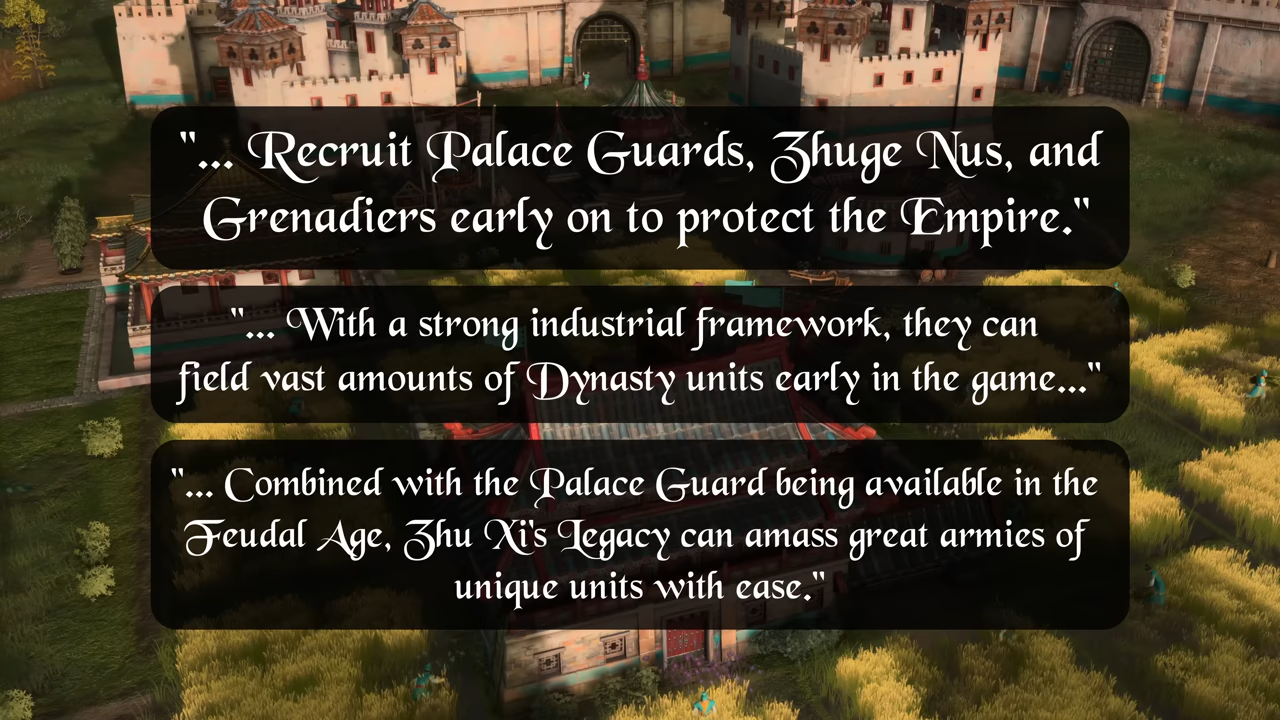 "... Recruit Palace Guards, Zhuge Nus, and
Grenadiers early on to protect the Empire."
"... With a strong industrial framework, they can
field vast amounts of Dynasty units early in the game..."
"... Combined with the Palace Guard being available in the
Feudal Age, Zhu Xi's Legacy can amass great armies of
unique units with ease."